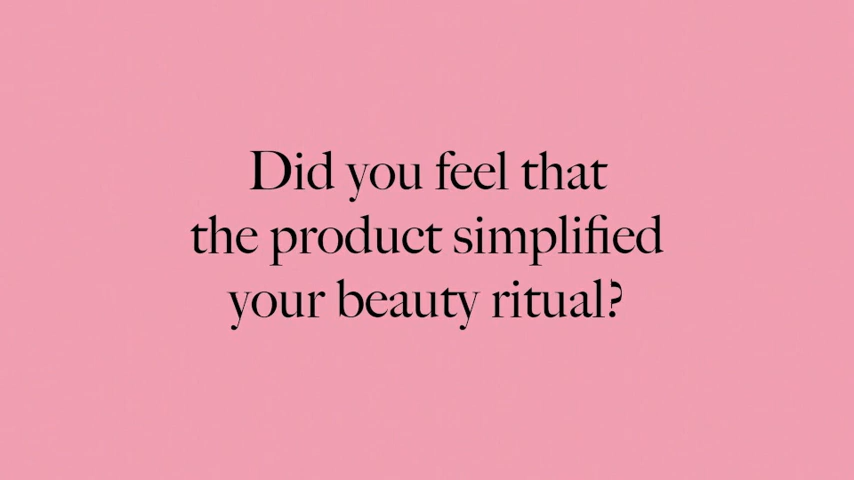 Did you feel that
the product simplified
your beauty ritual?